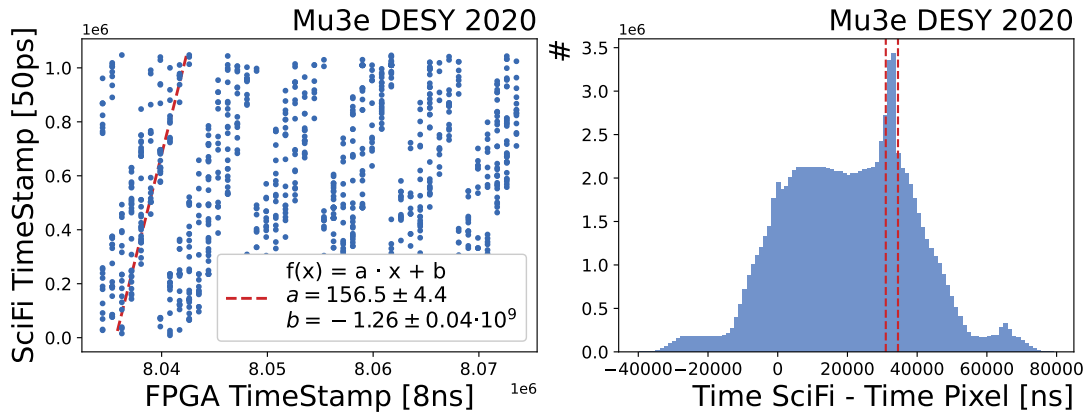 Mu3e DESY 2020
1e6
SciFi TimeStamp [50ps]
1.0
0.8
0.6
0.4
0.2
0.0
f(x) = a · x + b
a = 156.5 ± 4.4
b = − 1.26 ± 0.04·10⁹
8.04
8.05
8.06
8.07
1e6
FPGA TimeStamp [8ns]
Mu3e DESY 2020
1e6
#
3.5
3.0
2.5
2.0
1.5
1.0
0.5
0.0
−40000 −20000 0 20000 40000 60000 80000
Time SciFi - Time Pixel [ns]